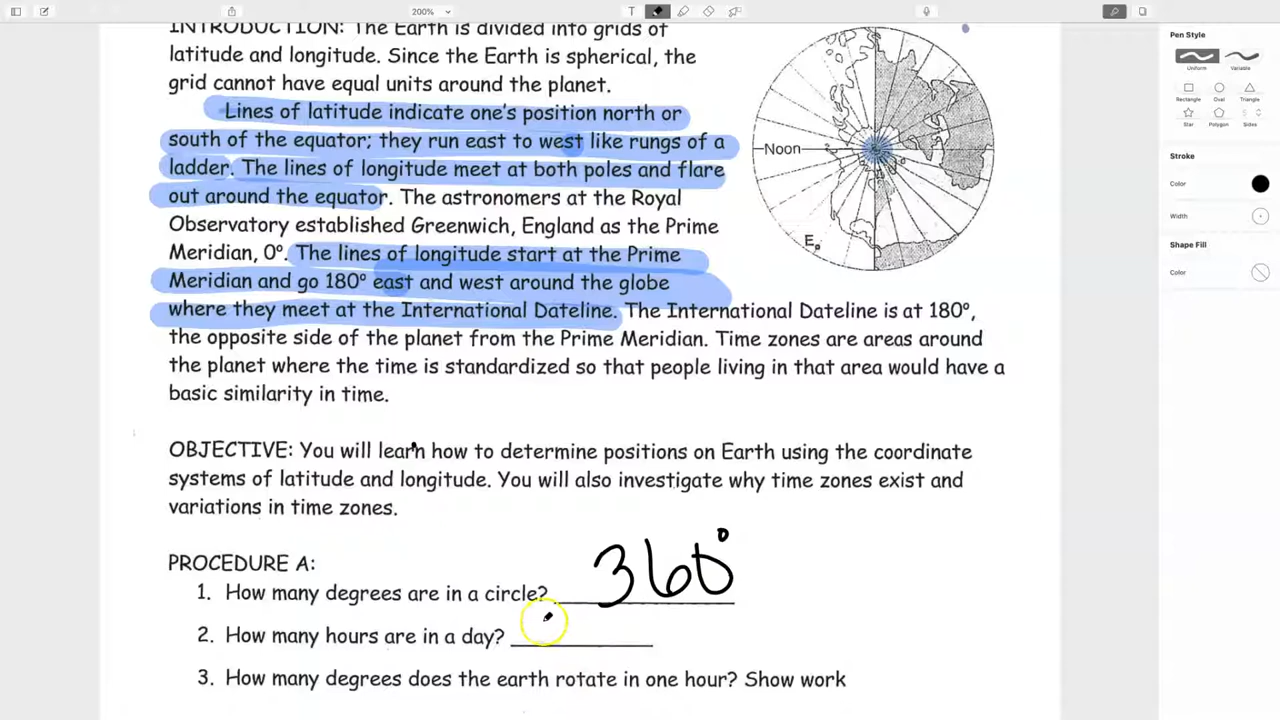 200%
T
INTRODUCTION: The Earth is divided into grids of
latitude and longitude. Since the Earth is spherical, the
grid cannot have equal units around the planet.
Lines of latitude indicate one's position north or
south of the equator; they run east to west like rungs of a
ladder. The lines of longitude meet at both poles and flare
out around the equator. The astronomers at the Royal
Observatory established Greenwich, England as the Prime
Meridian, 0°. The lines of longitude start at the Prime
Meridian and go 180° east and west around the globe
where they meet at the International Dateline. The International Dateline is at 180°,
the opposite side of the planet from the Prime Meridian. Time zones are areas around
the planet where the time is standardized so that people living in that area would have a
basic similarity in time.
Noon
E
OBJECTIVE: You will learn how to determine positions on Earth using the coordinate
systems of latitude and longitude. You will also investigate why time zones exist and
variations in time zones.
PROCEDURE A:
1. How many degrees are in a circle? 360°
2. How many hours are in a day?
3. How many degrees does the earth rotate in one hour? Show work
Pen Style
Uniform
Variable
Rectangle
Oval
Triangle
Star
Polygon
Sides
5
Stroke
Color
Width
Shape Fill
Color